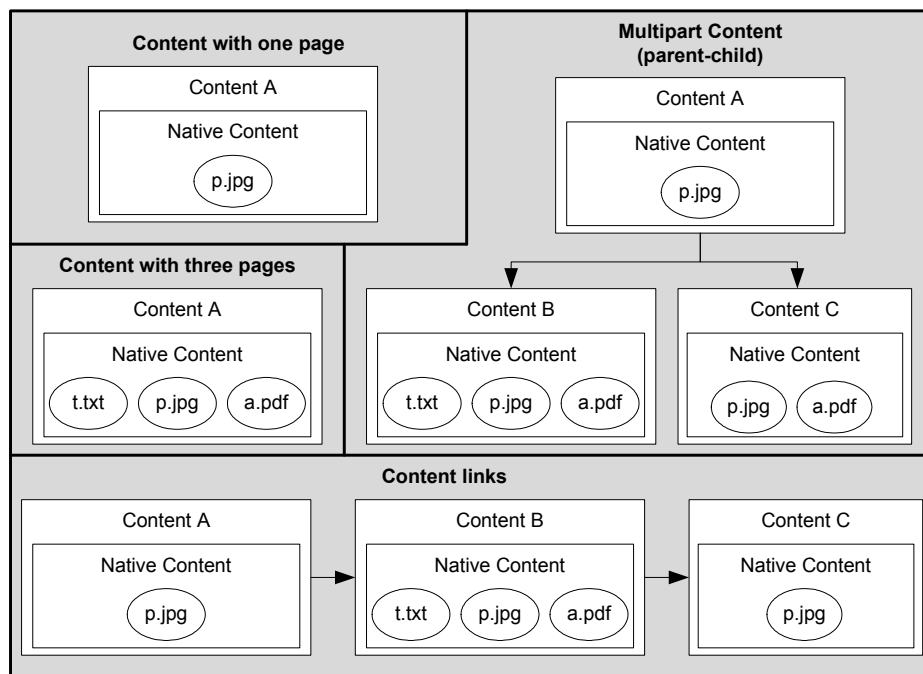 Content with one page
Content A
Native Content
p.jpg
Multipart Content
(parent-child)
Content A
Native Content
p.jpg
Content B
Native Content
t.txt p.jpg a.pdf
Content C
Native Content
p.jpg a.pdf
Content with three pages
Content A
Native Content
t.txt p.jpg a.pdf
Content links
Content A
Native Content
p.jpg
Content B
Native Content
t.txt p.jpg a.pdf
Content C
Native Content
p.jpg